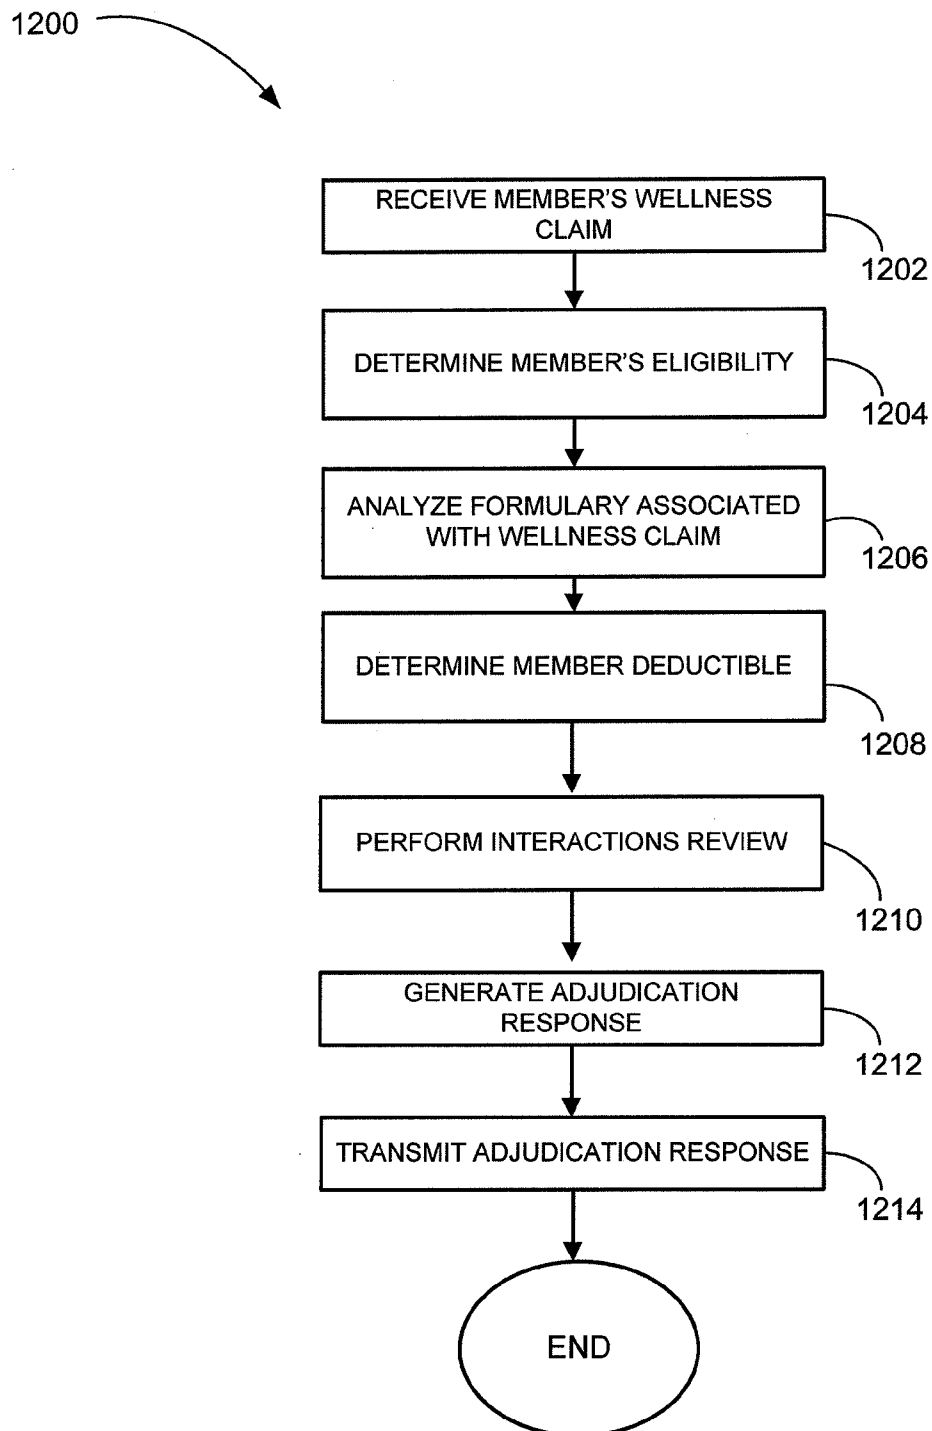 1200
RECEIVE MEMBER'S WELLNESS
CLAIM
1202
DETERMINE MEMBER'S ELIGIBILITY
1204
ANALYZE FORMULARY ASSOCIATED
WITH WELLNESS CLAIM
1206
DETERMINE MEMBER DEDUCTIBLE
1208
PERFORM INTERACTIONS REVIEW
1210
GENERATE ADJUDICATION
RESPONSE
1212
TRANSMIT ADJUDICATION RESPONSE
1214
END